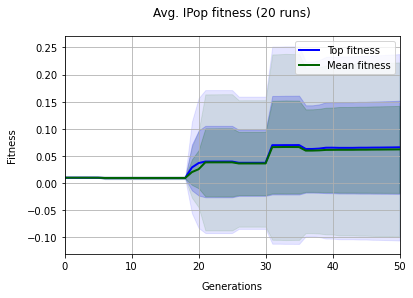 Avg. IPop fitness (20 runs)
Top fitness
Mean fitness
0.25
0.20
0.15
0.10
0.05
0.00
−0.05
−0.10
Fitness
0 10 20 30 40 50
Generations